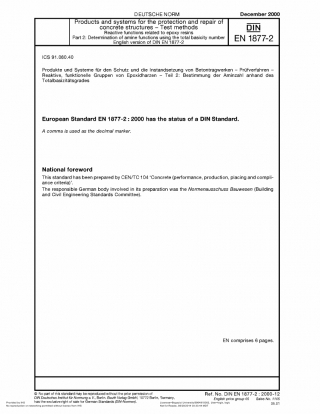 DEUTSCHE NORM
December 2000
Products and systems for the protection and repair of
concrete structures – Test methods
Reactive functions related to epoxy resins
Part 2: Determination of amine functions using the total basicity number
English version of DIN EN 1877-2
DIN
EN 1877-2
ICS 91.080.40
Produkte und Systeme für den Schutz und die Instandsetzung von Betontragwerken – Prüfverfahren –
Reaktive, funktionelle Gruppen von Epoxidharzen – Teil 2: Bestimmung der Aminzahl anhand des
Totalbasizitätsgrades
European Standard EN 1877-2 : 2000 has the status of a DIN Standard.
A comma is used as the decimal marker.
National foreword
This standard has been prepared by CEN/TC 104 'Concrete (performance, production, placing and compli-
ance criteria)'.
The responsible German body involved in its preparation was the Normenausschuss Bauwesen (Building
and Civil Engineering Standards Committee).
EN comprises 6 pages.
© No part of this standard may be reproduced without the prior permission of
DIN Deutsches Institut für Normung e. V., Berlin. Beuth Verlag GmbH, 10772 Berlin, Germany,
has the exclusive right of sale for German Standards (DIN-Normen).
Ref. No. DIN EN 1877-2 : 2000-12
English price group 06 Sales No.